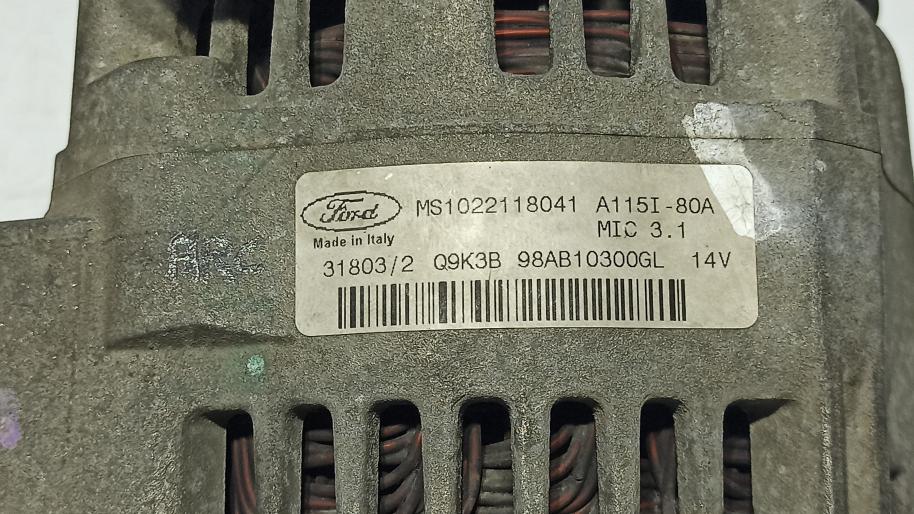 Ford MS1022118041 A115I-80A
Made in Italy MIC 3.1
31803/2 Q9K3B 98AB10300GL 14V